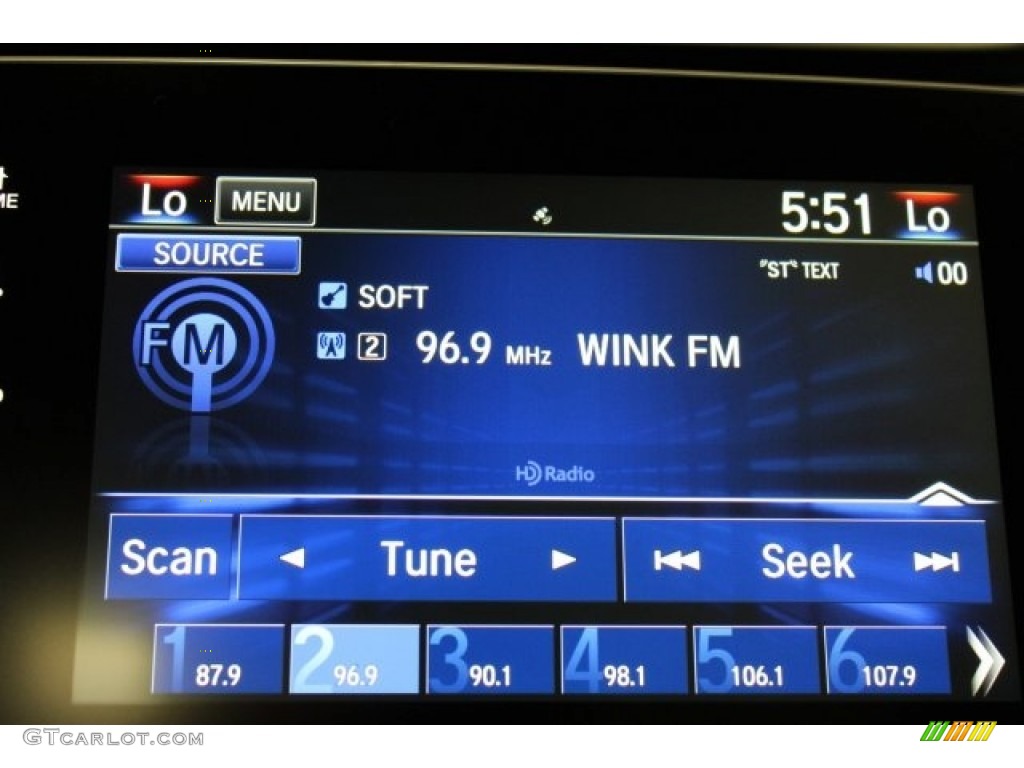 Lo MENU 5:51 Lo
SOURCE
"ST" TEXT 00
SOFT
FM
2 96.9 MHz WINK FM
HD Radio
Scan Tune Seek
1 87.9 2 96.9 3 90.1 4 98.1 5 106.1 6 107.9
GTCARLOT.COM